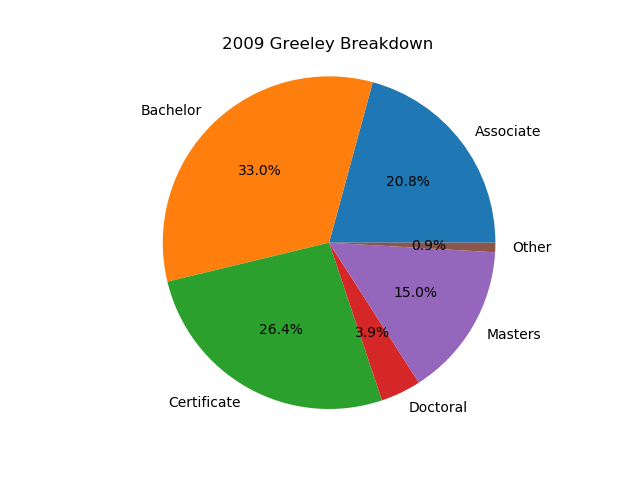 2009 Greeley Breakdown
Bachelor
Associate
33.0%
20.8%
0.9%
Other
15.0%
26.4%
3.9%
Masters
Certificate
Doctoral